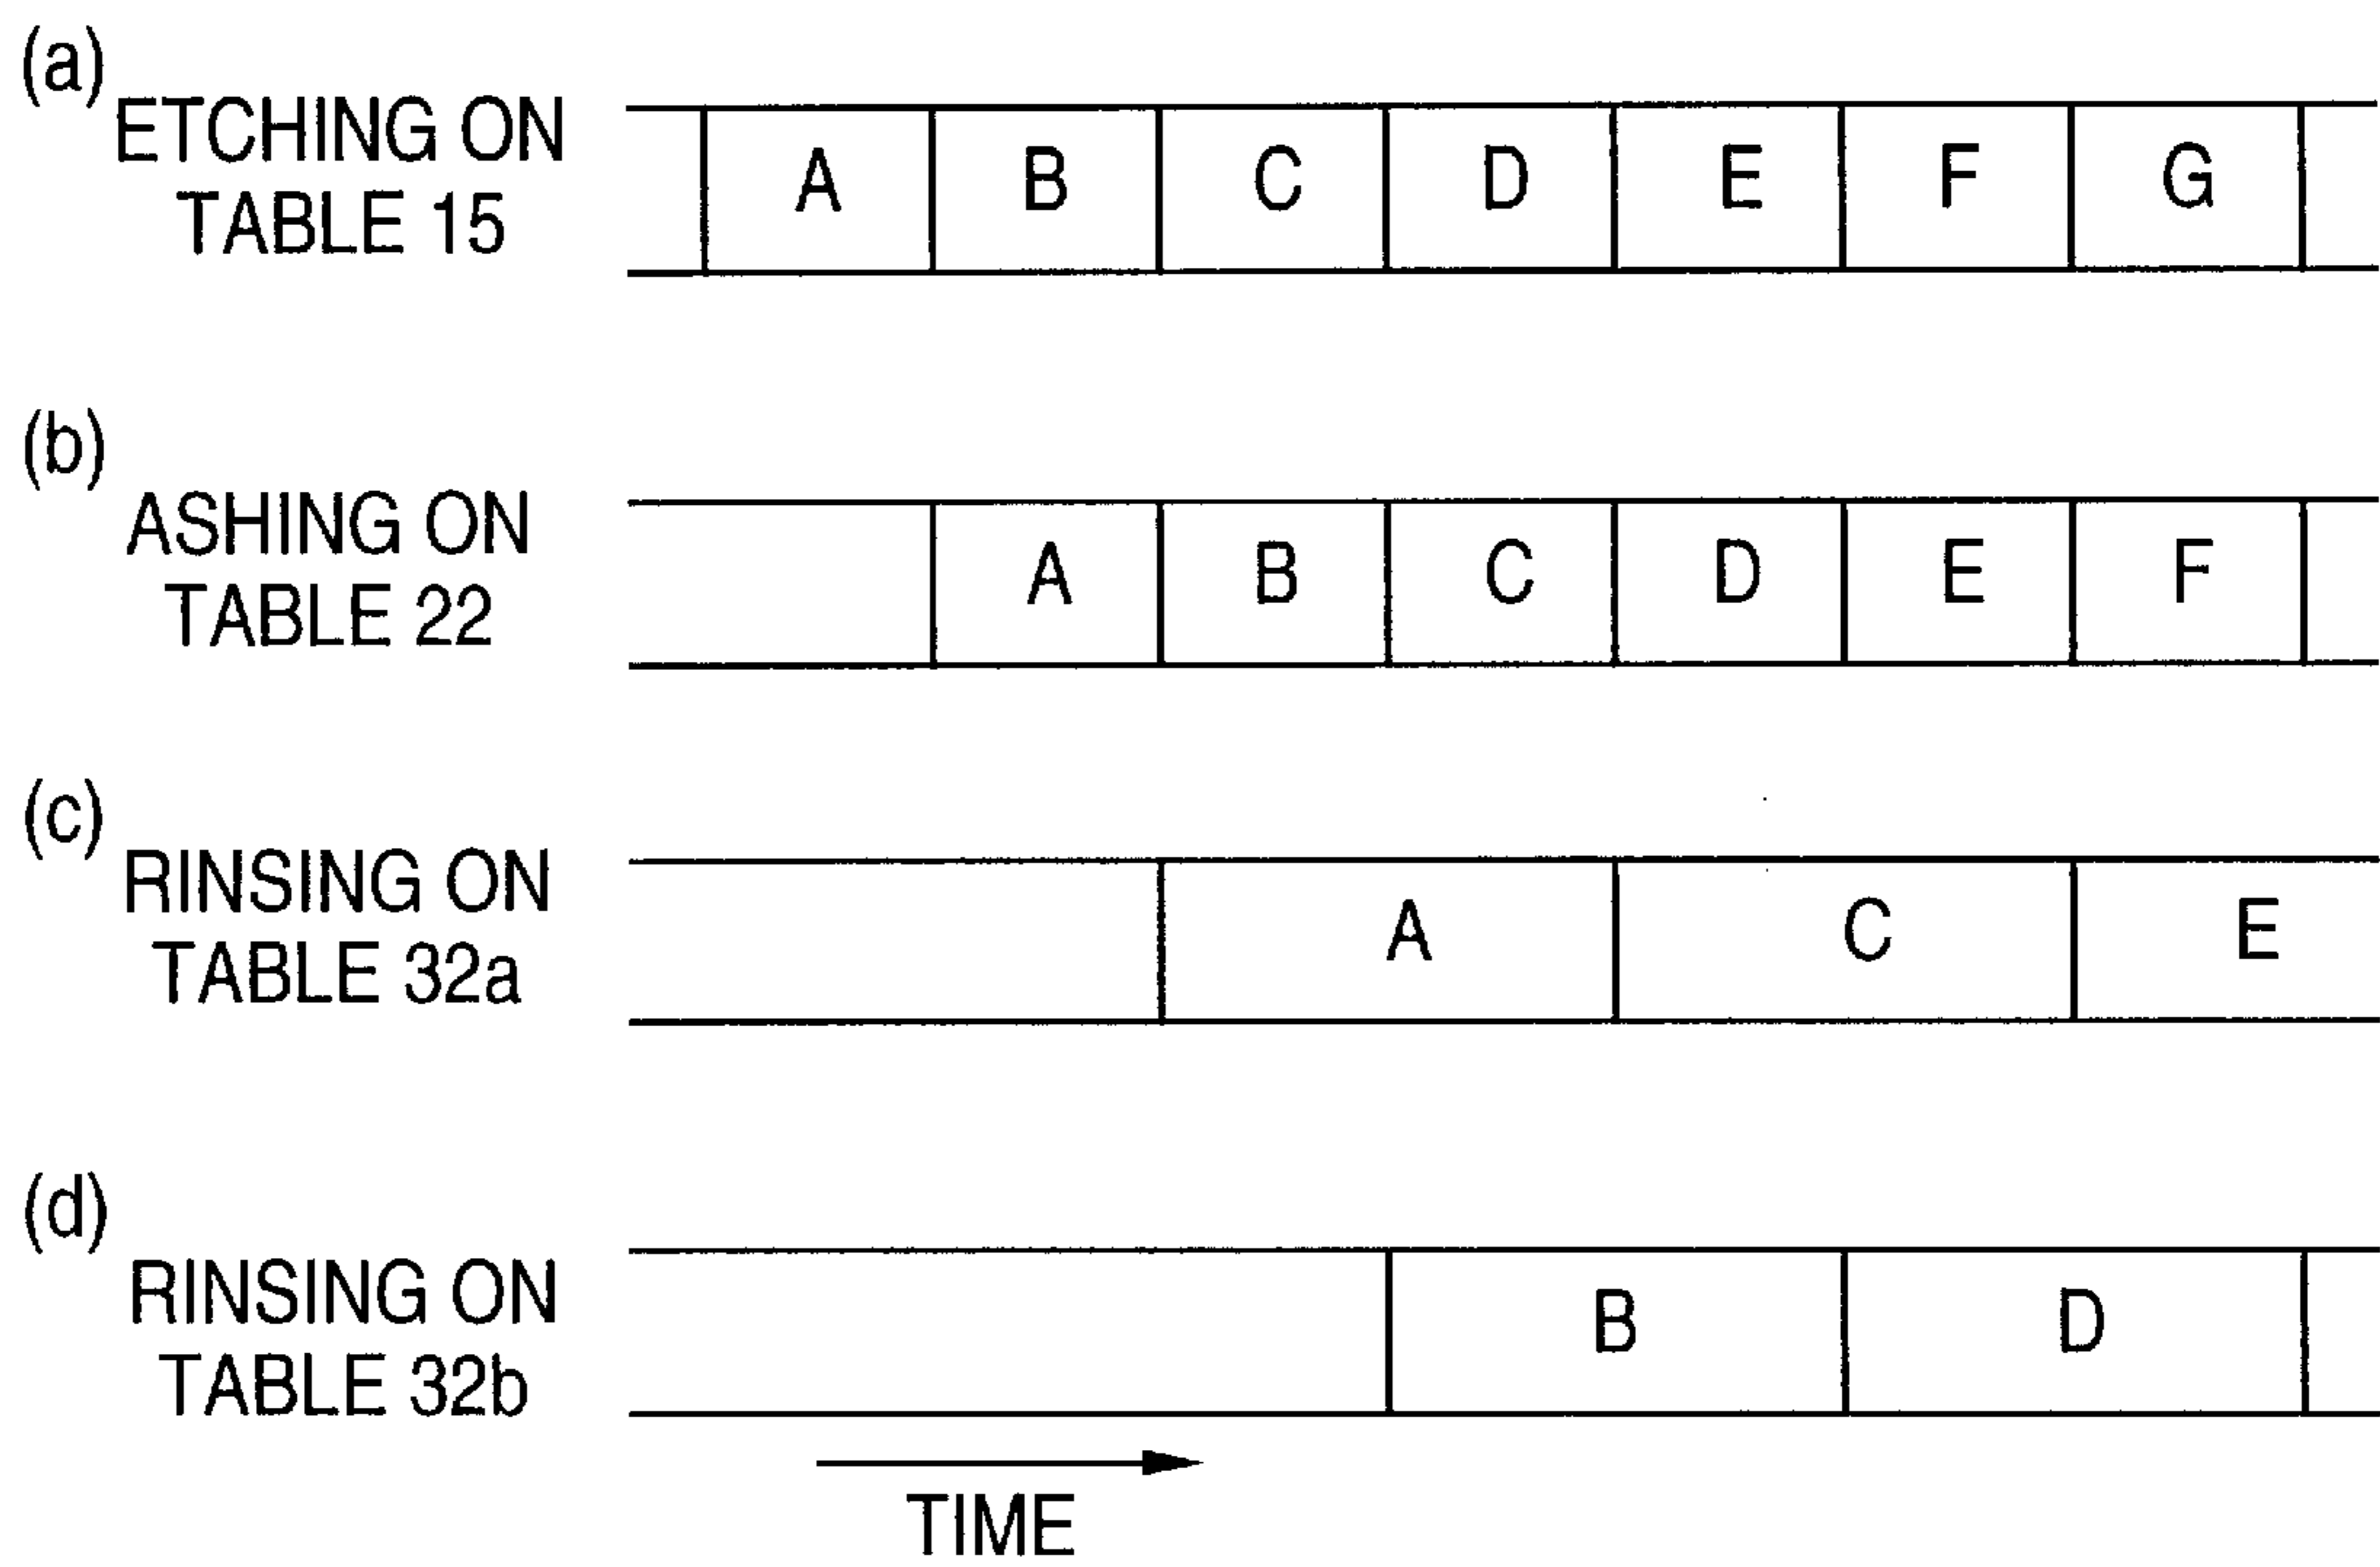 (a)
ETCHING ON
TABLE 15
A B C D E F G
(b)
ASHING ON
TABLE 22
A B C D E F
(c)
RINSING ON
TABLE 32a
A C E
(d)
RINSING ON
TABLE 32b
B D
TIME